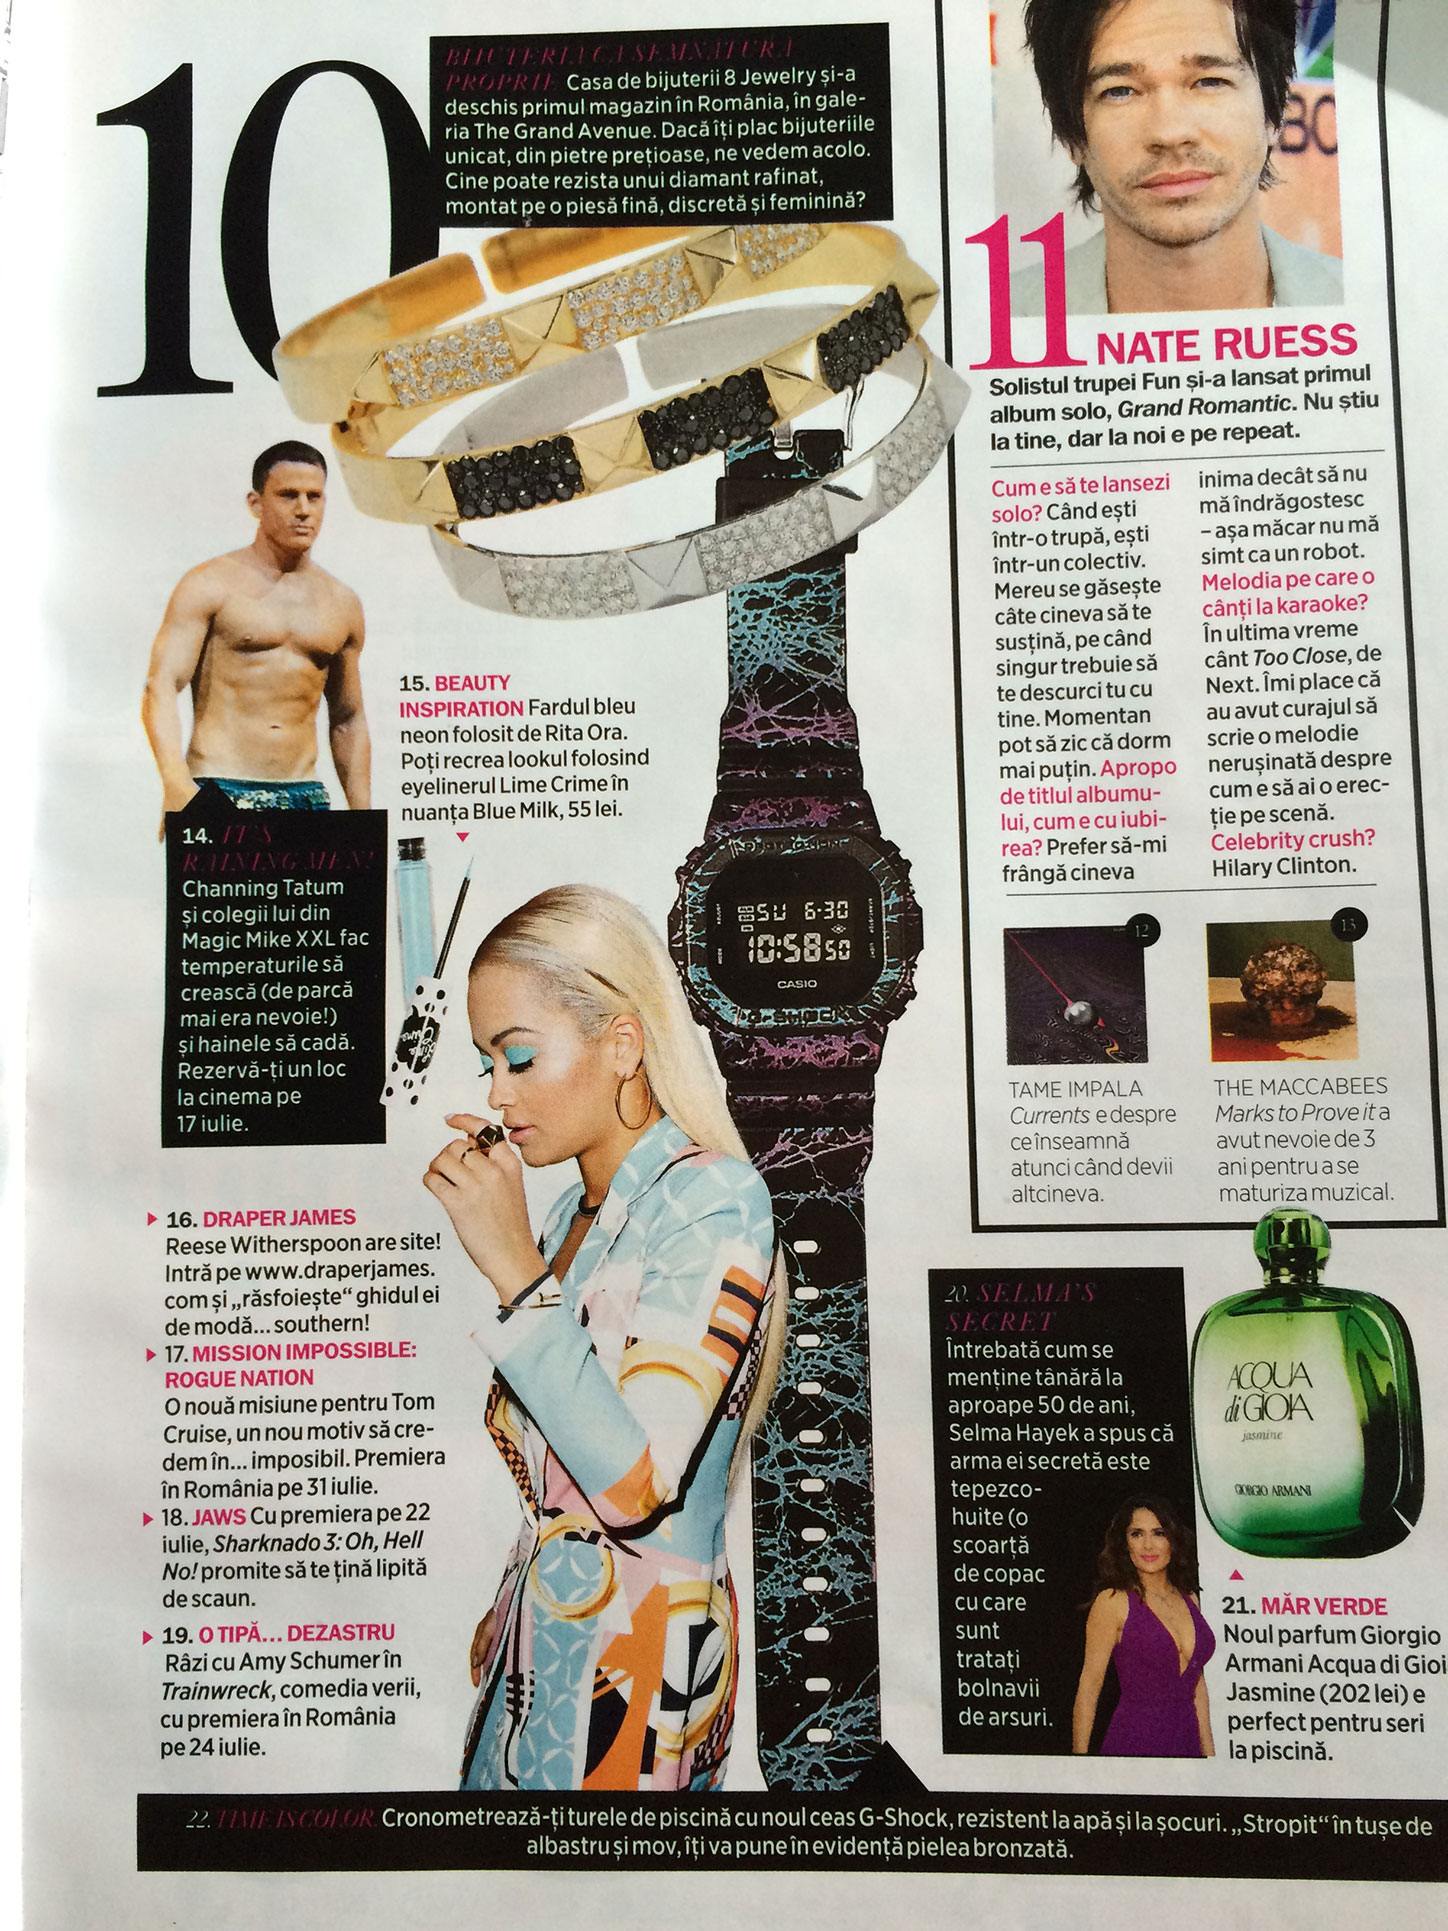 10
BIJUTERIA CA SEMNATURA
PROPRIE Casa de bijuterii 8 Jewelry și-a
deschis primul magazin în România, în gale-
ria The Grand Avenue. Dacă îți plac bijuteriile
unicat, din pietre prețioase, ne vedem acolo.
Cine poate rezista unui diamant rafinat,
montat pe o piesă fină, discretă și feminină?
11
NATE RUESS
Solistul trupei Fun și-a lansat primul
album solo, Grand Romantic. Nu știu
la tine, dar la noi e pe repeat.
Cum e să te lansezi
solo? Când ești
într-o trupă, ești
într-un colectiv.
Mereu se găsește
câte cineva să te
susțină, pe când
singur trebuie să
te descurci tu cu
tine. Momentan
pot să zic că dorm
mai puțin. Apropo
de titlul albumu-
lui, cum e cu iubi-
rea? Prefer să-mi
frângă cineva
inima decât să nu
mă îndrăgostesc
– așa măcar nu mă
simt ca un robot.
Melodia pe care o
cânți la karaoke?
În ultima vreme
cânt Too Close, de
Next. Îmi place că
au avut curajul să
scrie o melodie
nerușinată despre
cum e să ai o erec-
ție pe scenă.
Celebrity crush?
Hilary Clinton.
12
TAME IMPALA
Currents e despre
ce înseamnă
atunci când devii
altcineva.
13
THE MACCABEES
Marks to Prove it a
avut nevoie de 3
ani pentru a se
maturiza muzical.
14. IT'S
RAINING MEN!
Channing Tatum
și colegii lui din
Magic Mike XXL fac
temperaturile să
crească (de parcă
mai era nevoie!)
și hainele să cadă.
Rezervă-ți un loc
la cinema pe
17 iulie.
15. BEAUTY
INSPIRATION Fardul bleu
neon folosit de Rita Ora.
Poți recrea lookul folosind
eyelinerul Lime Crime în
nuanța Blue Milk, 55 lei.
Lime Crime
SU 6-30
10:58 50
CASIO
G-SHOCK
16. DRAPER JAMES
Reese Witherspoon are site!
Intră pe www.draperjames.
com și „răsfoiește“ ghidul ei
de modă... southern!
17. MISSION IMPOSSIBLE:
ROGUE NATION
O nouă misiune pentru Tom
Cruise, un nou motiv să cre-
dem în... imposibil. Premiera
în România pe 31 iulie.
18. JAWS Cu premiera pe 22
iulie, Sharknado 3: Oh, Hell
No! promite să te țină lipită
de scaun.
19. O TIPĂ... DEZASTRU
Râzi cu Amy Schumer în
Trainwreck, comedia verii,
cu premiera în România
pe 24 iulie.
20. SELMA'S
SECRET
Întrebată cum se
menține tânără la
aproape 50 de ani,
Selma Hayek a spus că
arma ei secretă este
tepezco-
huite (o
scoarță
de copac
cu care
sunt
tratați
bolnavii
de arsuri.
ACQUA
di GIOIA
jasmine
GIORGIO ARMANI
21. MĂR VERDE
Noul parfum Giorgio
Armani Acqua di Gioi
Jasmine (202 lei) e
perfect pentru seri
la piscină.
22. TIME IS COLOR Cronometrează-ți turele de piscină cu noul ceas G-Shock, rezistent la apă și la șocuri. „Stropit“ în tușe de
albastru și mov, îți va pune în evidență pielea bronzată.